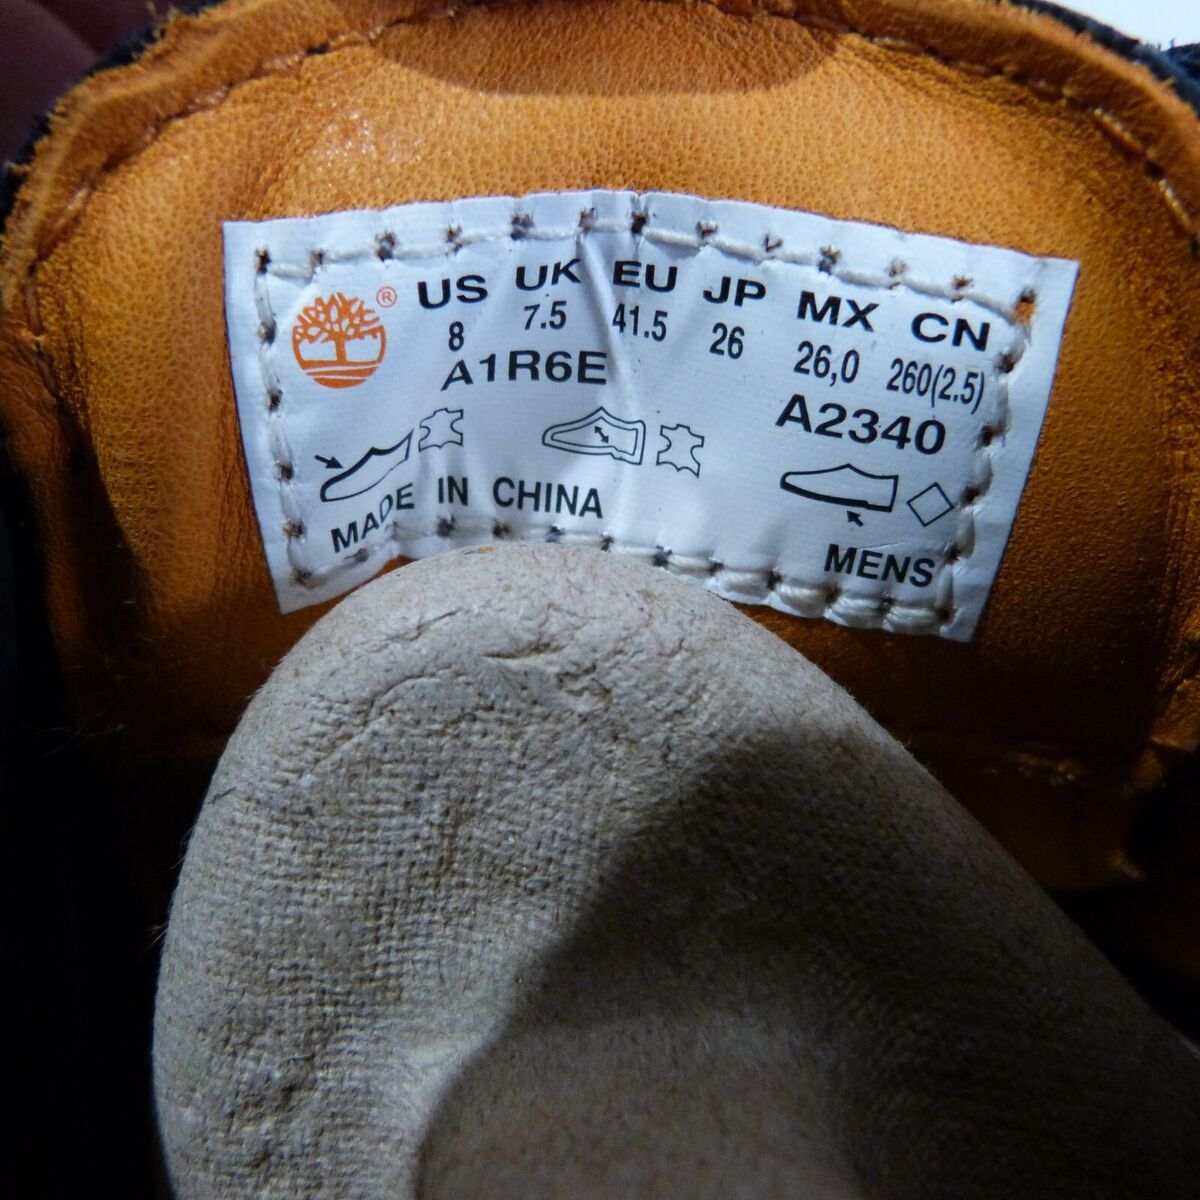 ® US UK EU JP MX CN
8 7.5 41.5 26 26,0 260(2.5)
A1R6E A2340
MADE IN CHINA
MENS